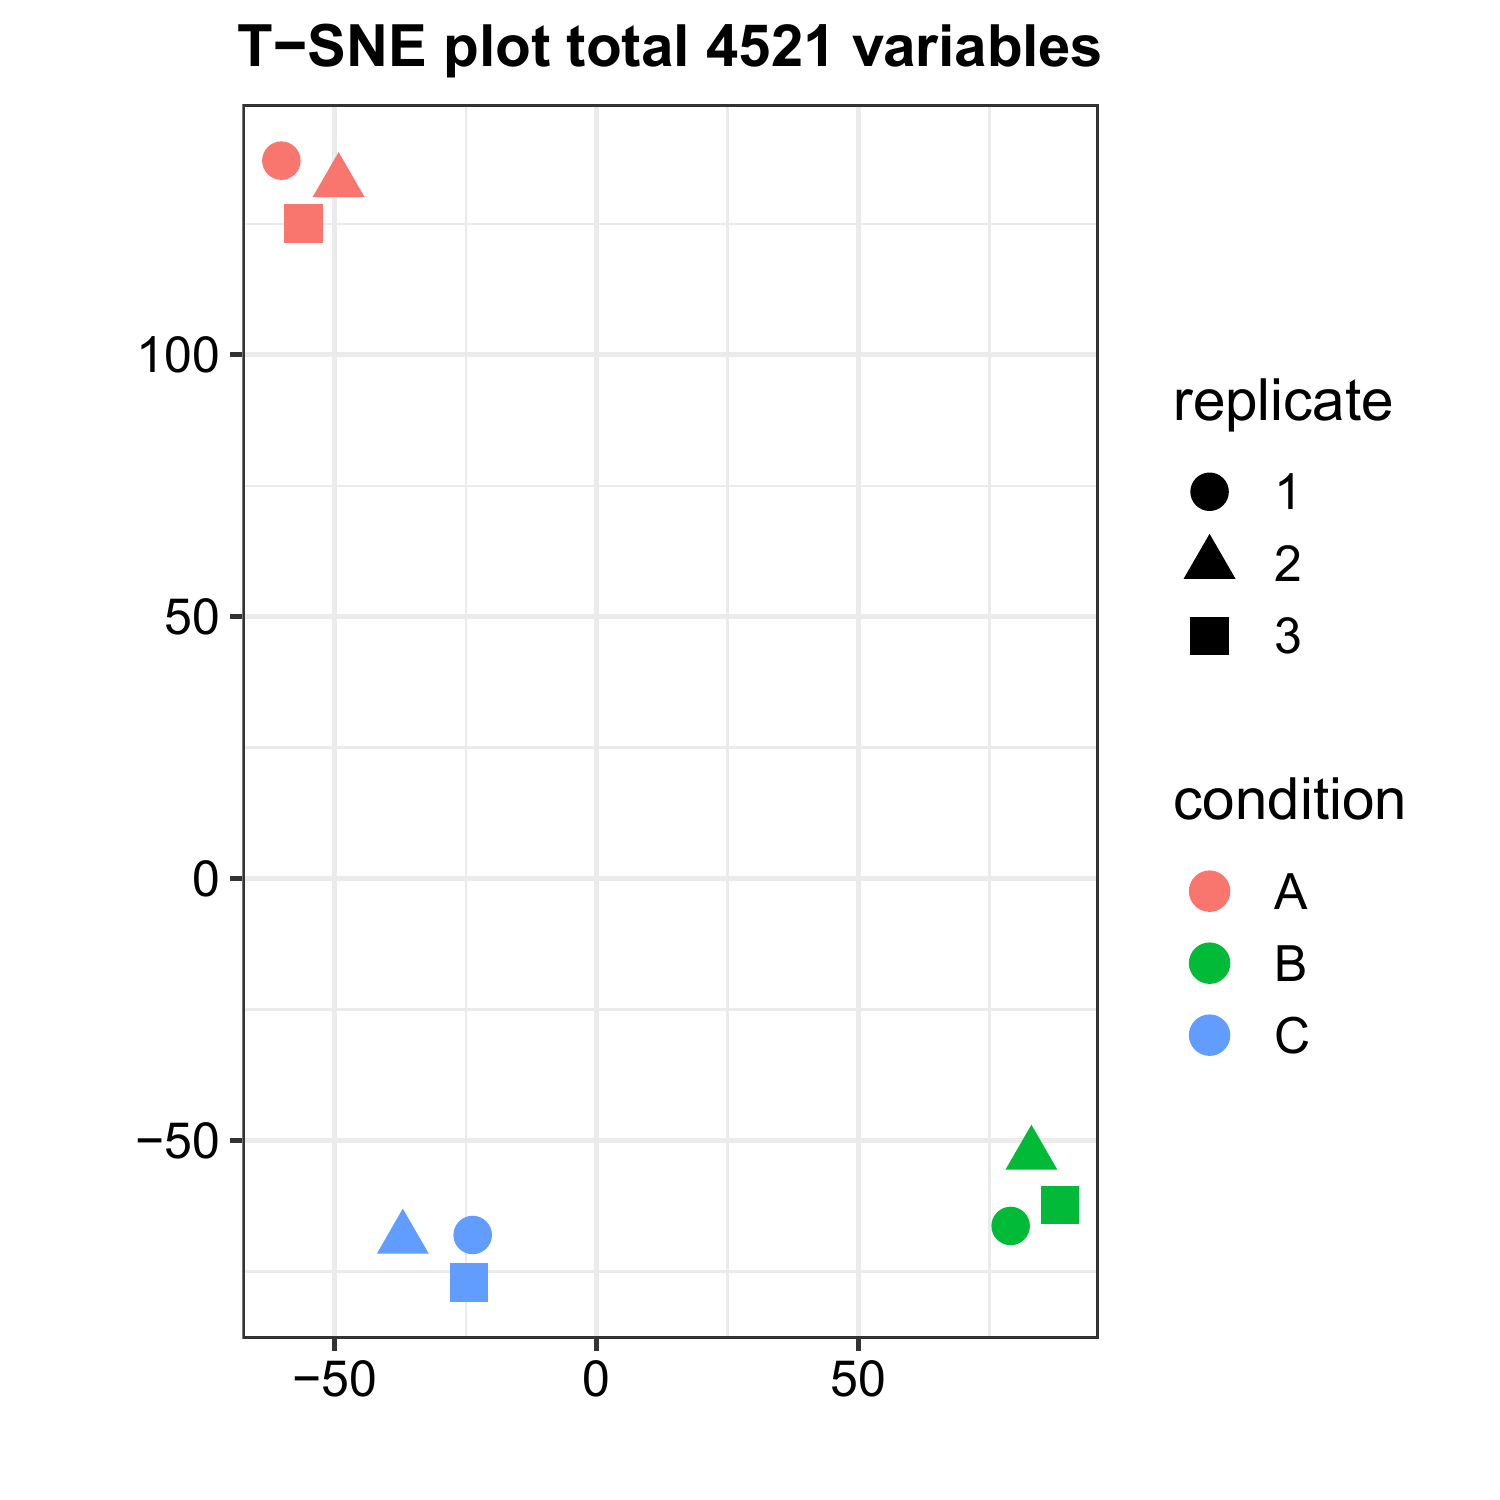 T−SNE plot total 4521 variables
100
50
0
−50
−50 0 50
replicate
1
2
3
condition
A
B
C